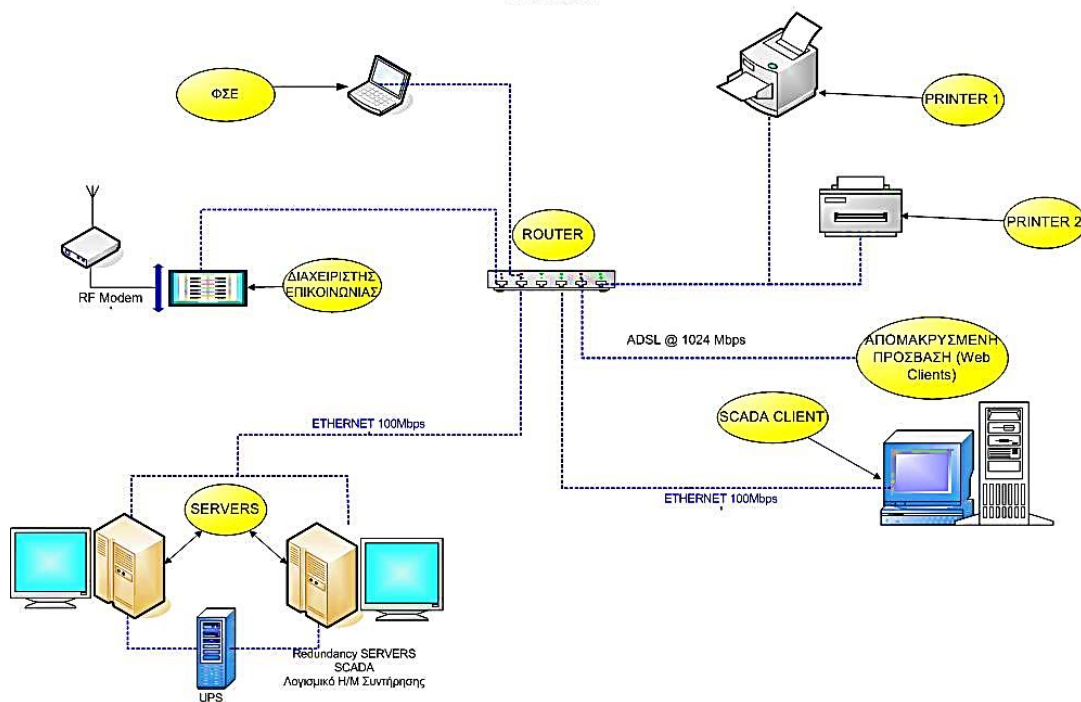 ΦΣΕ
PRINTER 1
PRINTER 2
ROUTER
RF Modem
ΔΙΑΧΕΙΡΙΣΤΗΣ
ΕΠΙΚΟΙΝΩΝΙΑΣ
ADSL @ 1024 Mbps
ΑΠΟΜΑΚΡΥΣΜΕΝΗ
ΠΡΟΣΒΑΣΗ (Web
Clients)
SCADA CLIENT
ETHERNET 100Mbps
ETHERNET 100Mbps
SERVERS
Redundancy SERVERS
SCADA
Λογισμικό Η/Μ Συντήρησης
UPS